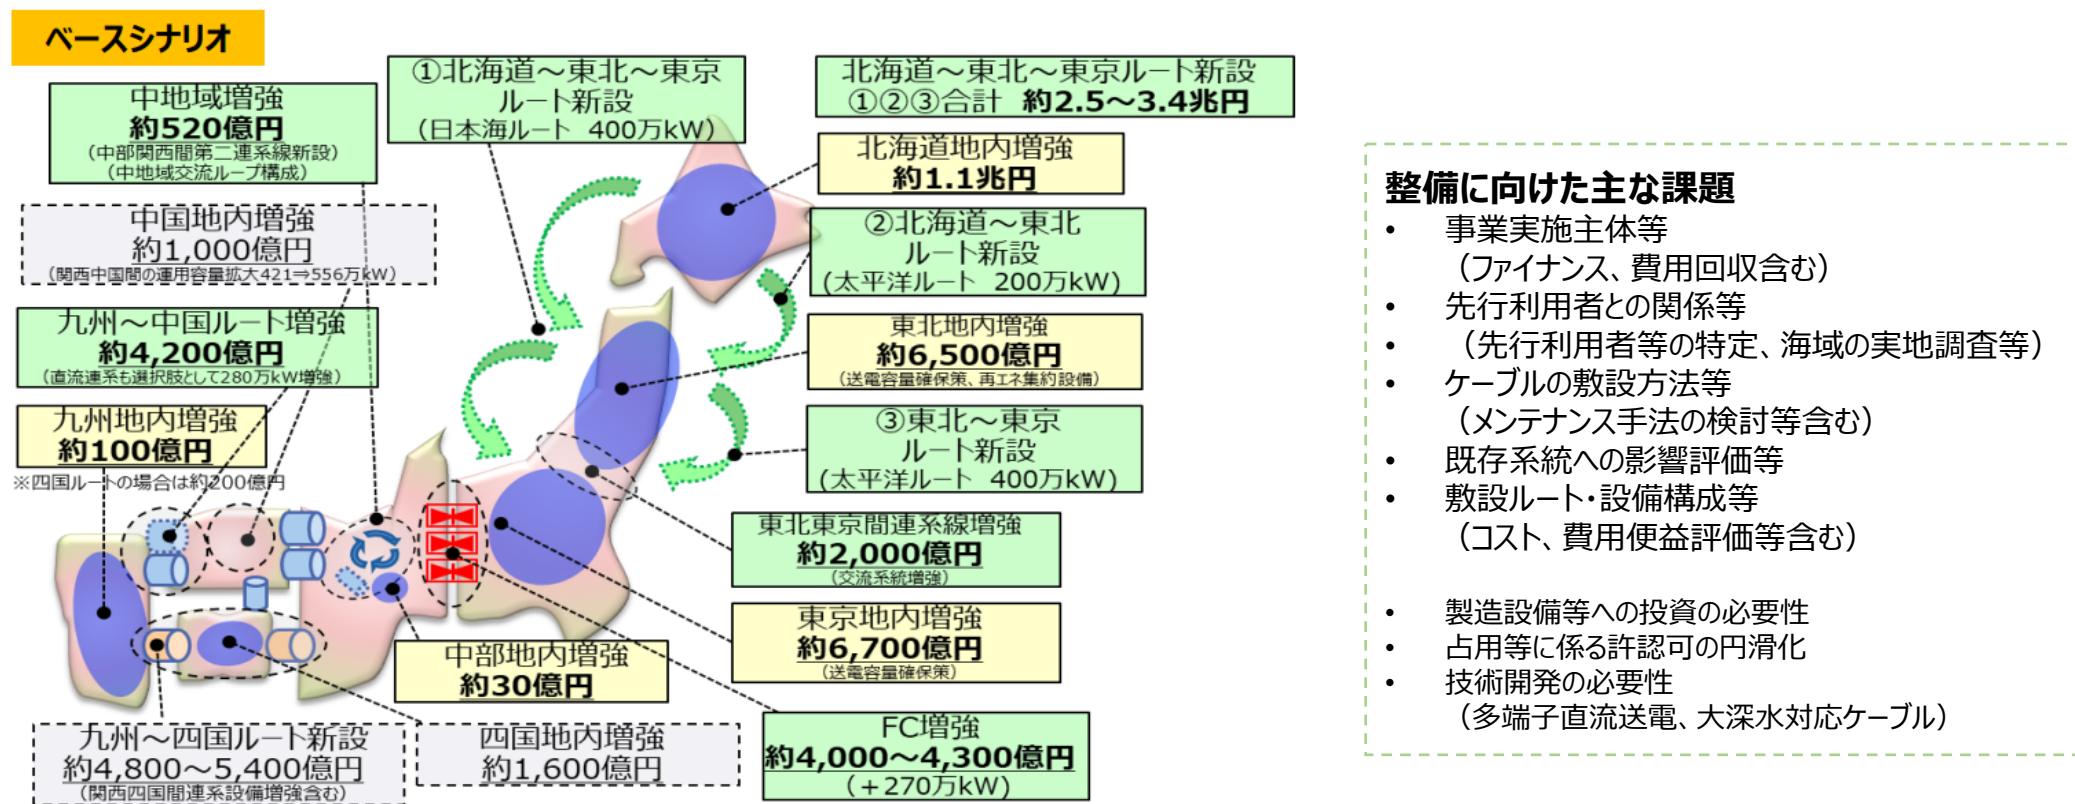 ベースシナリオ
中地域増強
約520億円
（中部関西間第二連系線新設）
（中地域交流ループ構成）
中国地内増強
約1,000億円
（関西中国間の運用容量拡大421⇒556万kW）
九州～中国ルート増強
約4,200億円
（直流連系も選択肢として280万kW増強）
九州地内増強
約100億円
※四国ルートの場合は約200億円
①北海道～東北～東京
ルート新設
（日本海ルート 400万kW）
北海道～東北～東京ルート新設
①②③合計 約2.5～3.4兆円
北海道地内増強
約1.1兆円
②北海道～東北
ルート新設
（太平洋ルート 200万kW）
東北地内増強
約6,500億円
（送電容量確保策、再エネ集約設備）
③東北～東京
ルート新設
（太平洋ルート 400万kW）
東北東京間連系線増強
約2,000億円
（交流系統増強）
東京地内増強
約6,700億円
（送電容量確保策）
中部地内増強
約30億円
FC増強
約4,000～4,300億円
（+270万kW）
九州～四国ルート新設
約4,800～5,400億円
（関西四国間連系設備増強含む）
四国地内増強
約1,600億円
整備に向けた主な課題
• 事業実施主体等
（ファイナンス、費用回収含む）
• 先行利用者との関係等
• （先行利用者等の特定、海域の実地調査等）
• ケーブルの敷設方法等
（メンテナンス手法の検討等含む）
• 既存系統への影響評価等
• 敷設ルート・設備構成等
（コスト、費用便益評価等含む）
• 製造設備等への投資の必要性
• 占用等に係る許認可の円滑化
• 技術開発の必要性
（多端子直流送電、大深水対応ケーブル）